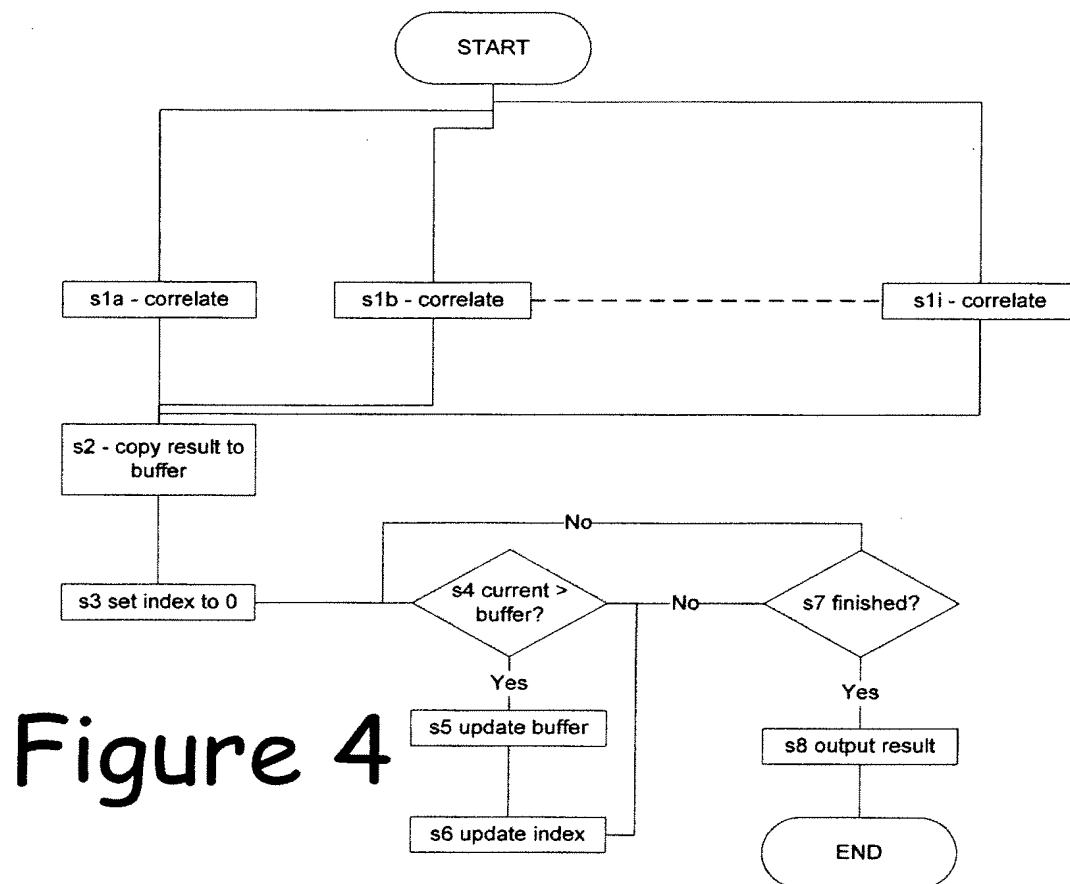 START
s1a - correlate
s1b - correlate
s1i - correlate
s2 - copy result to
buffer
No
s3 set index to 0
s4 current >
buffer?
No
s7 finished?
Yes
Yes
s5 update buffer
s8 output result
Figure 4
s6 update index
END